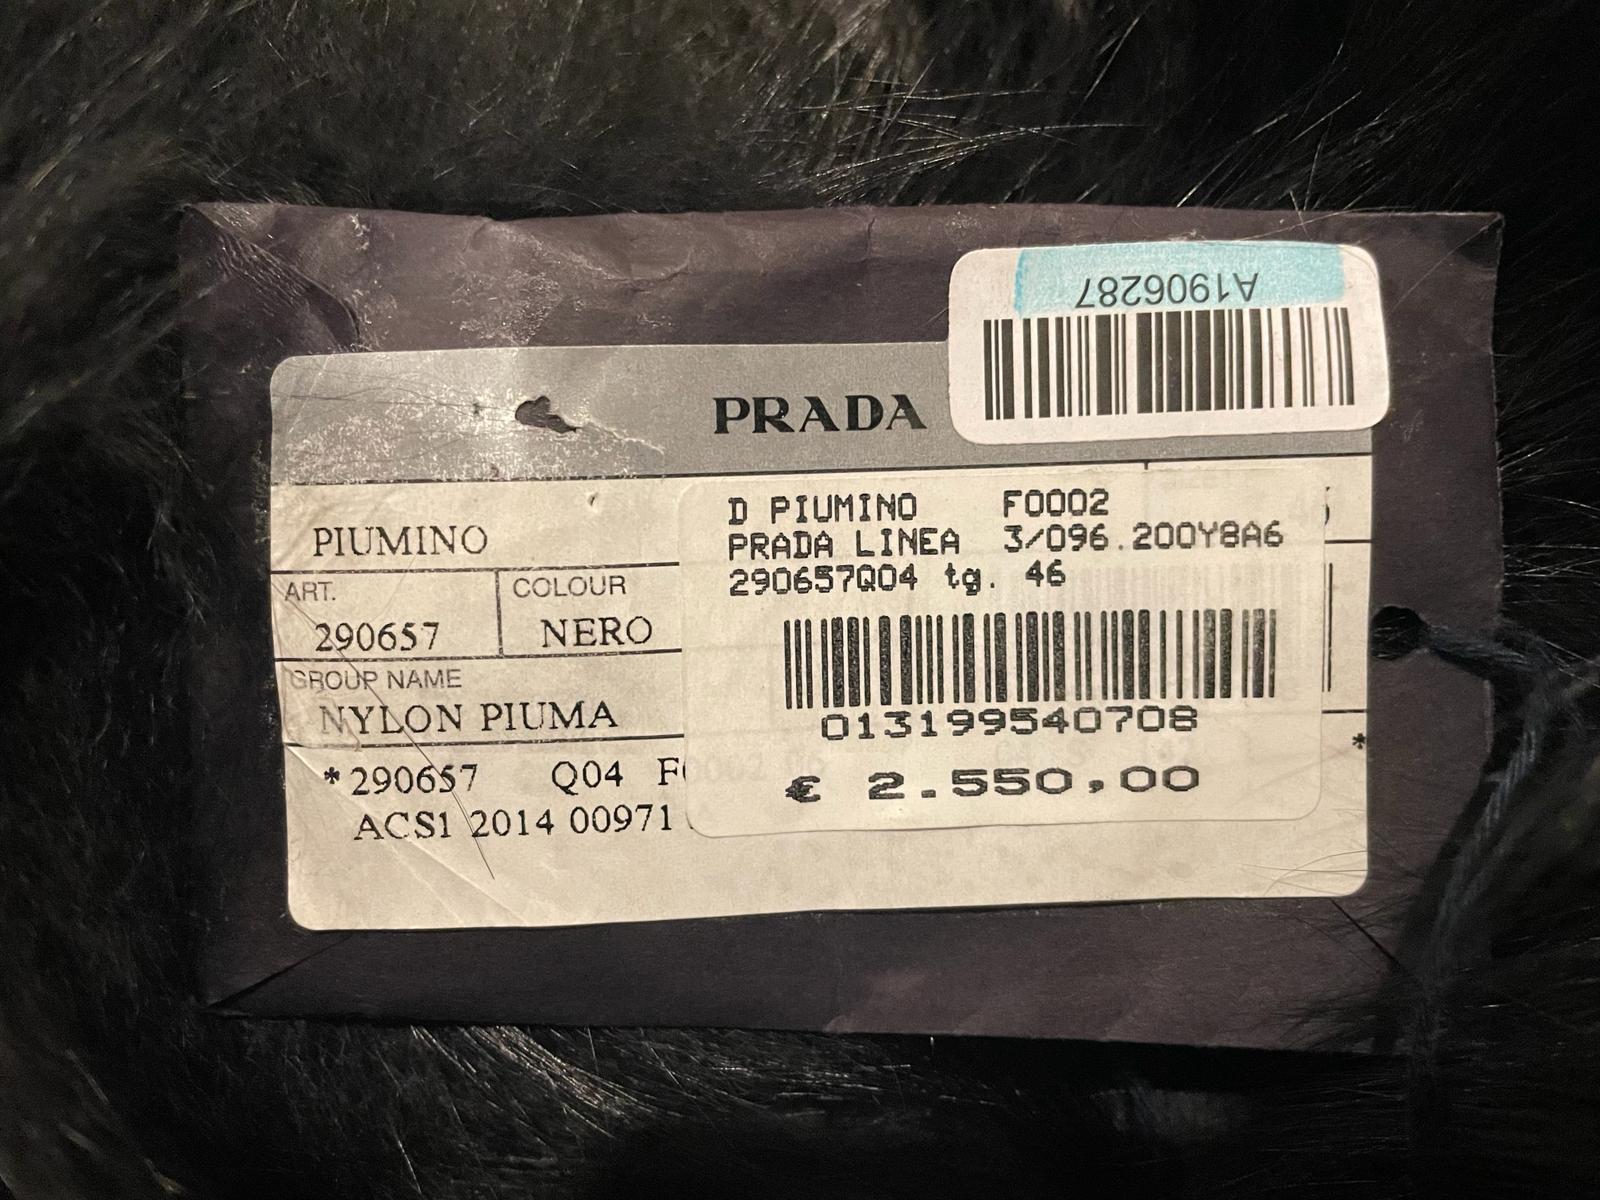 A1906287
PRADA
PIUMINO
ART.
COLOUR
290657
NERO
GROUP NAME
NYLON PIUMA
*290657 Q04
ACS1 2014 00971
D PIUMINO F0002
PRADA LINEA 3/096.200Y8A6
290657Q04 tg. 46
013199540708
€ 2.550,00
*